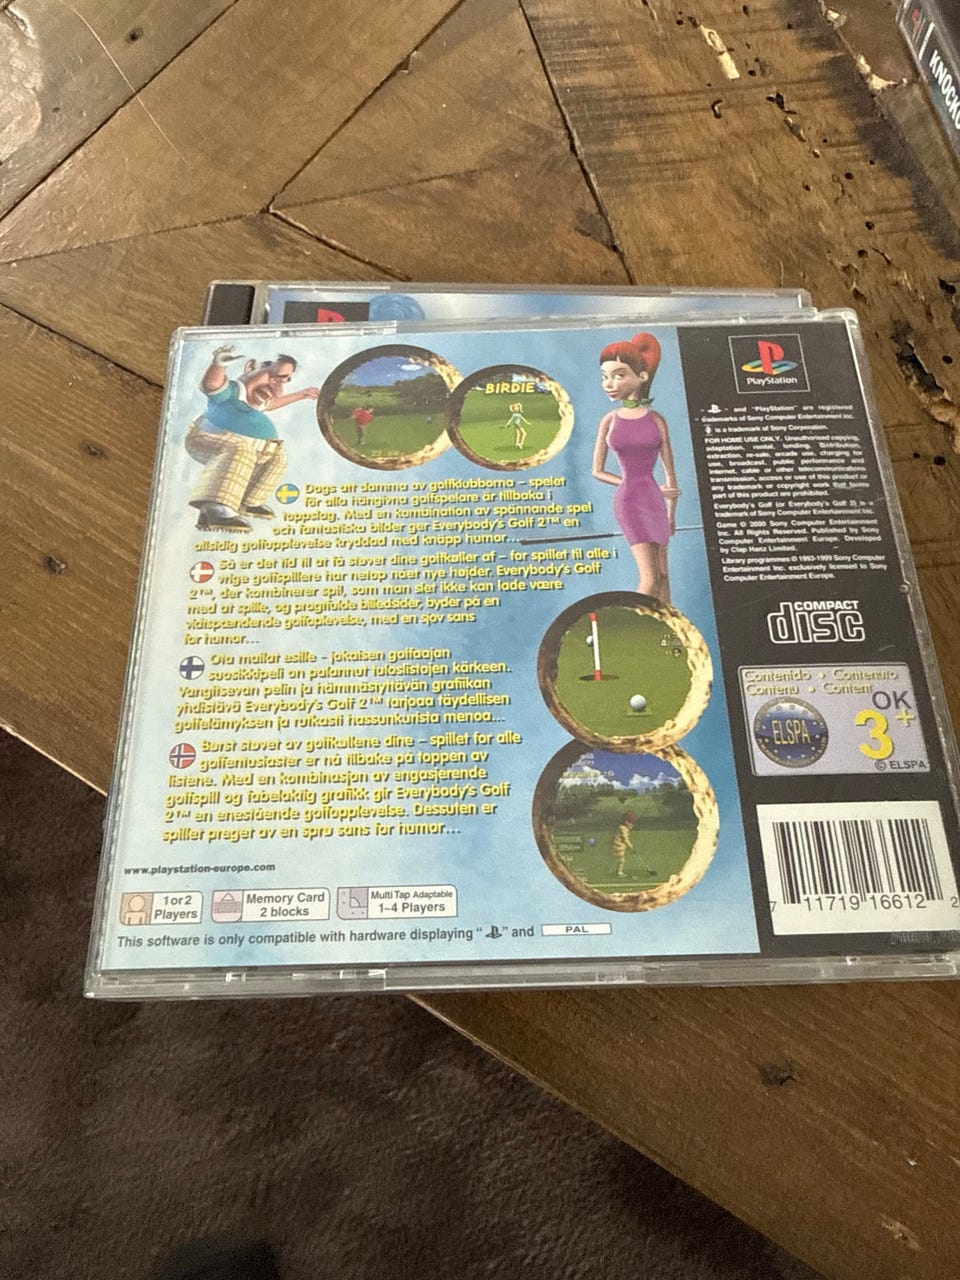 KNOCKO
BIRDIE
Dags att damma av golfklubborna – spelet
för alla hängivna golfspelare är tillbaka i
toppslag. Med en kombination av spännande spel
och fantastiska bilder ger Everybody's Golf 2™ en
allsidig golfupplevelse kryddad med knäpp humor...
Så er det tid til at få støvet dine golfkøller af – for spillet til alle i
vrige golfspillere har netop nået nye højder. Everybody's Golf
2™, der kombinerer spil, som man slet ikke kan lade være
med at spille, og pragtfulde billedsider, byder på en
vidtspændende golfoplevelse, med en sjov sans
for humor...
Ota mailat esille – jokaisen golfaajan
suosikkipeli on palannut tuloslistojen kärkeen.
Vangitsevan pelin ja hämmästyttävän grafiikan
yhdistävä Everybody's Golf 2™ tarjoaa täydellisen
golfelämyksen ja rutkasti hassunkurista menoa...
Børst støvet av golfkøllene dine – spillet for alle
golfentusiaster er nå tilbake på toppen av
listene. Med en kombinasjon av engasjerende
golfspill og fabelaktig grafikk gir Everybody's Golf
2™ en enestående golfopplevelse. Dessuten er
spillet preget av en sprø sans for humor...
www.playstation-europe.com
1 or 2
Players
Memory Card
2 blocks
Multi Tap Adaptable
1-4 Players
This software is only compatible with hardware displaying " " and PAL
PlayStation
and "PlayStation" are registered
trademarks of Sony Computer Entertainment Inc.
is a trademark of Sony Corporation.
FOR HOME USE ONLY. Unauthorised copying,
adaptation, rental, lending, distribution,
extraction, re-sale, arcade use, charging for
use, broadcast, public performance and
internet, cable or other telecommunications
transmission, access or use of this product or
any trademark or copyright work that forms
part of this product are prohibited.
Everybody's Golf (or Everybody's Golf 2) is a
trademark of Sony Computer Entertainment Inc.
Game © 2000 Sony Computer Entertainment
Inc. All Rights Reserved. Published by Sony
Computer Entertainment Europe. Developed
by Clap Hanz Limited.
Library programmes © 1993-1999 Sony Computer
Entertainment Inc. exclusively licensed to Sony
Computer Entertainment Europe.
COMPACT
disc
Contenido • Contenuto
Contenu • Content
OK
3+
ELSPA
© ELSPA
7 11719 16612 2